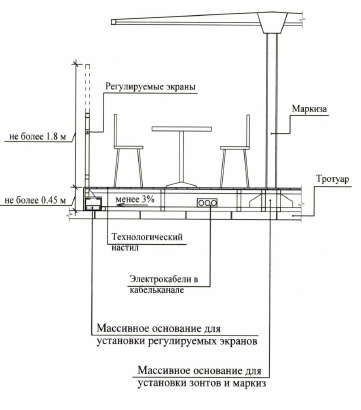 Регулируемые экраны
Маркиза
не более 1.8 м
Тротуар
не более 0.45 м
менее 3%
Технологический
настил
Электрокабели в
кабельканале
Массивное основание для
установки регулируемых экранов
Массивное основание для
установки зонтов и маркиз